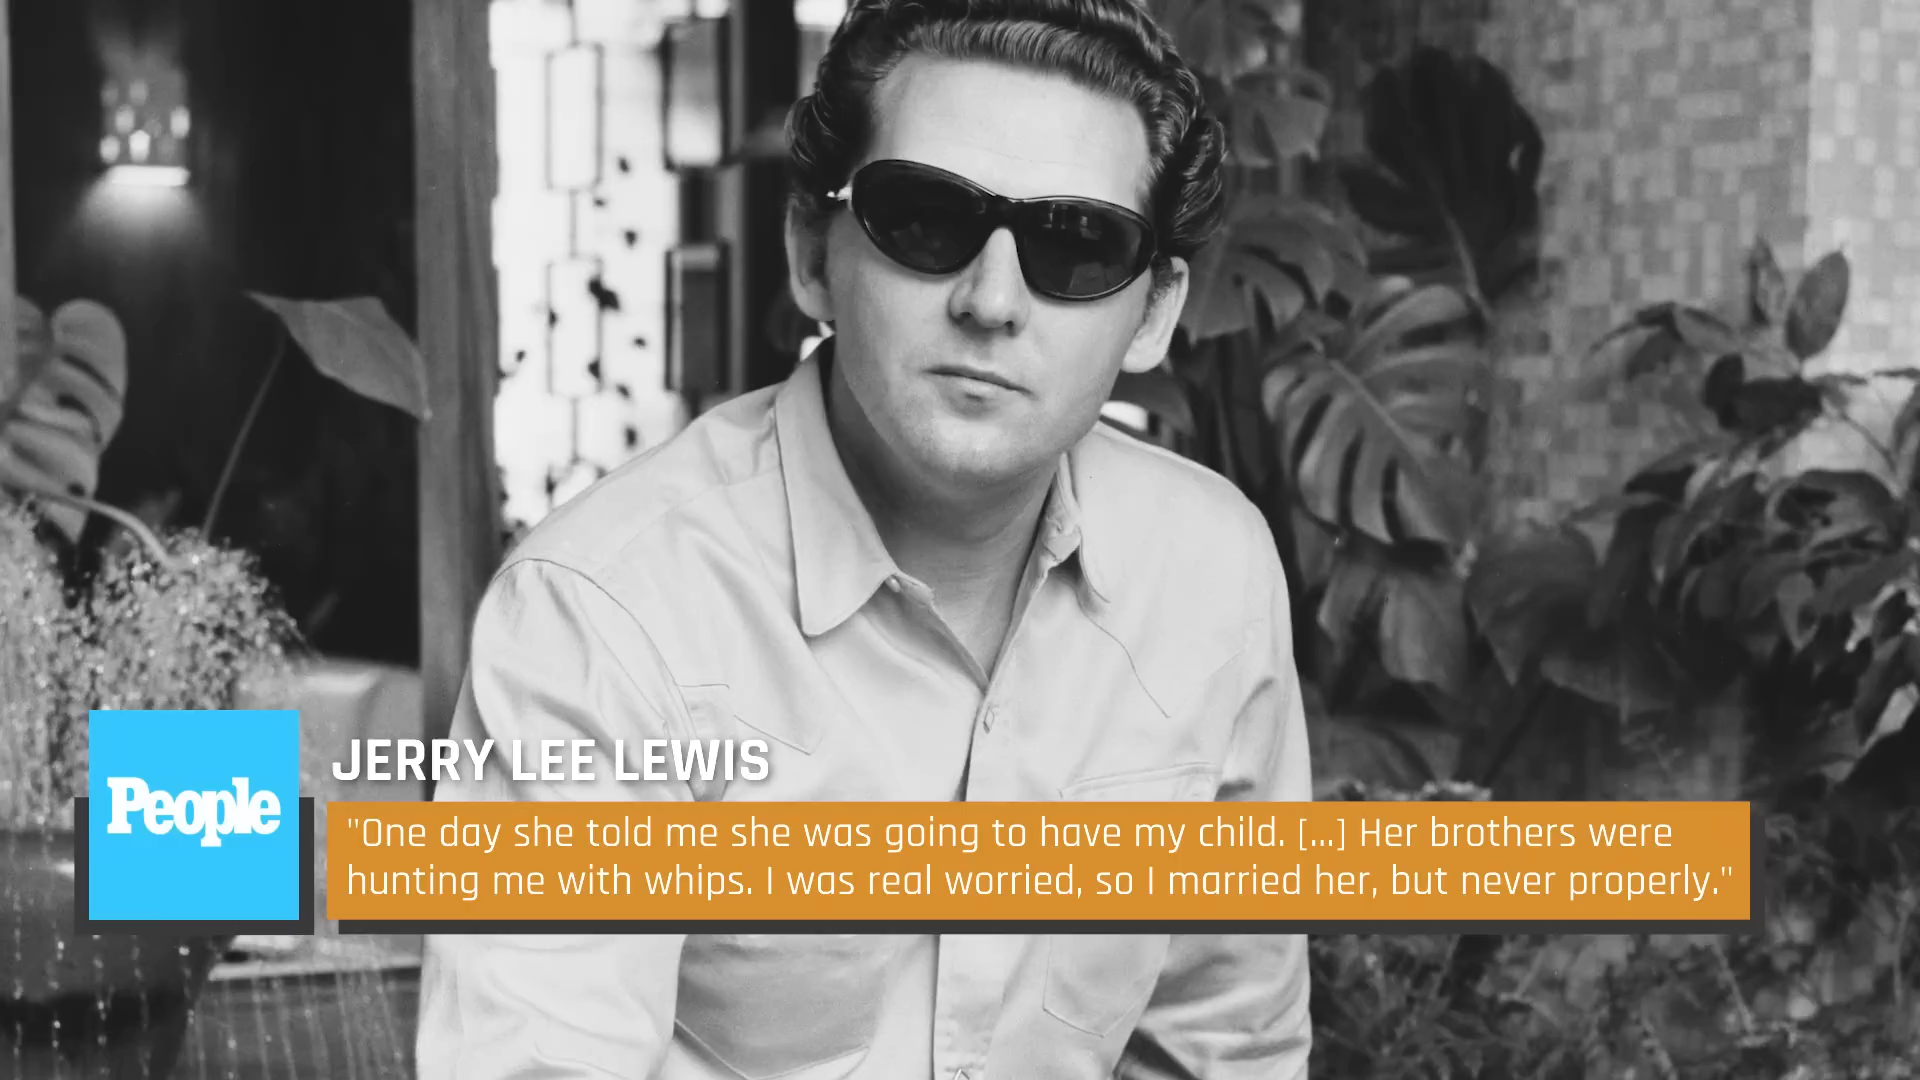 People
JERRY LEE LEWIS
"One day she told me she was going to have my child. [...] Her brothers were
hunting me with whips. I was real worried, so I married her, but never properly."